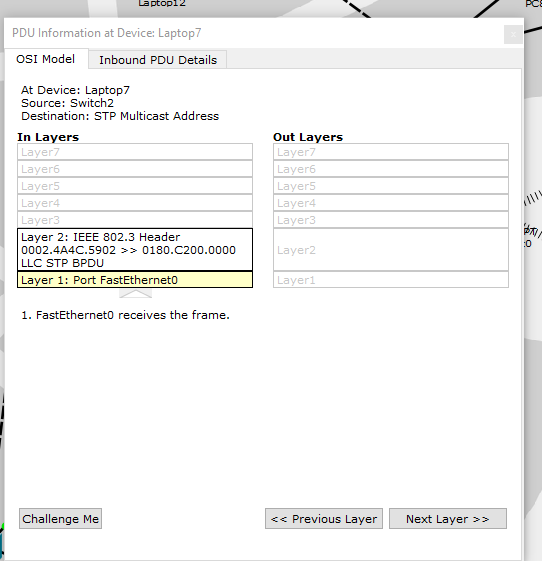 Laptop12
PC8
PDU Information at Device: Laptop7
x
OSI Model
Inbound PDU Details
At Device: Laptop7
Source: Switch2
Destination: STP Multicast Address
In Layers
Layer7
Layer6
Layer5
Layer4
Layer3
Layer 2: IEEE 802.3 Header
0002.4A4C.5902 >> 0180.C200.0000
LLC STP BPDU
Layer 1: Port FastEthernet0
Out Layers
Layer7
Layer6
Layer5
Layer4
Layer3
Layer2
Layer1
1. FastEthernet0 receives the frame.
Challenge Me
<< Previous Layer
Next Layer >>